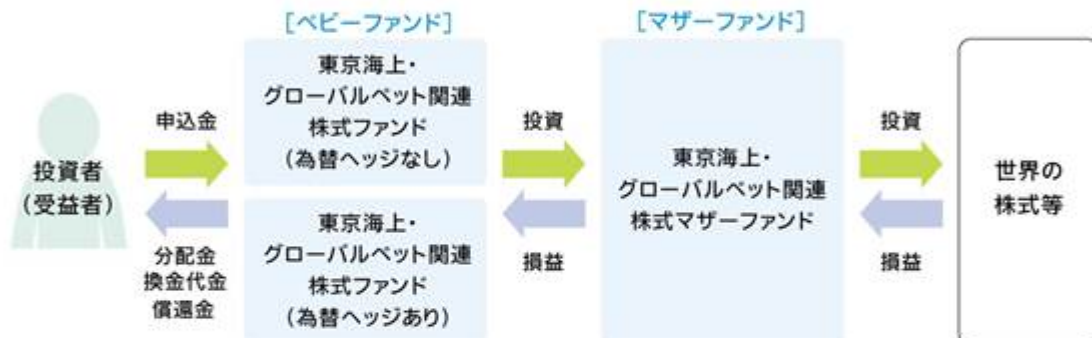 [ベビーファンド]
[マザーファンド]
投資者
(受益者)
申込金
分配金
換金代金
償還金
東京海上・
グローバルペット関連
株式ファンド
(為替ヘッジなし)
東京海上・
グローバルペット関連
株式ファンド
(為替ヘッジあり)
投資
損益
東京海上・
グローバルペット関連
株式マザーファンド
投資
損益
世界の
株式等